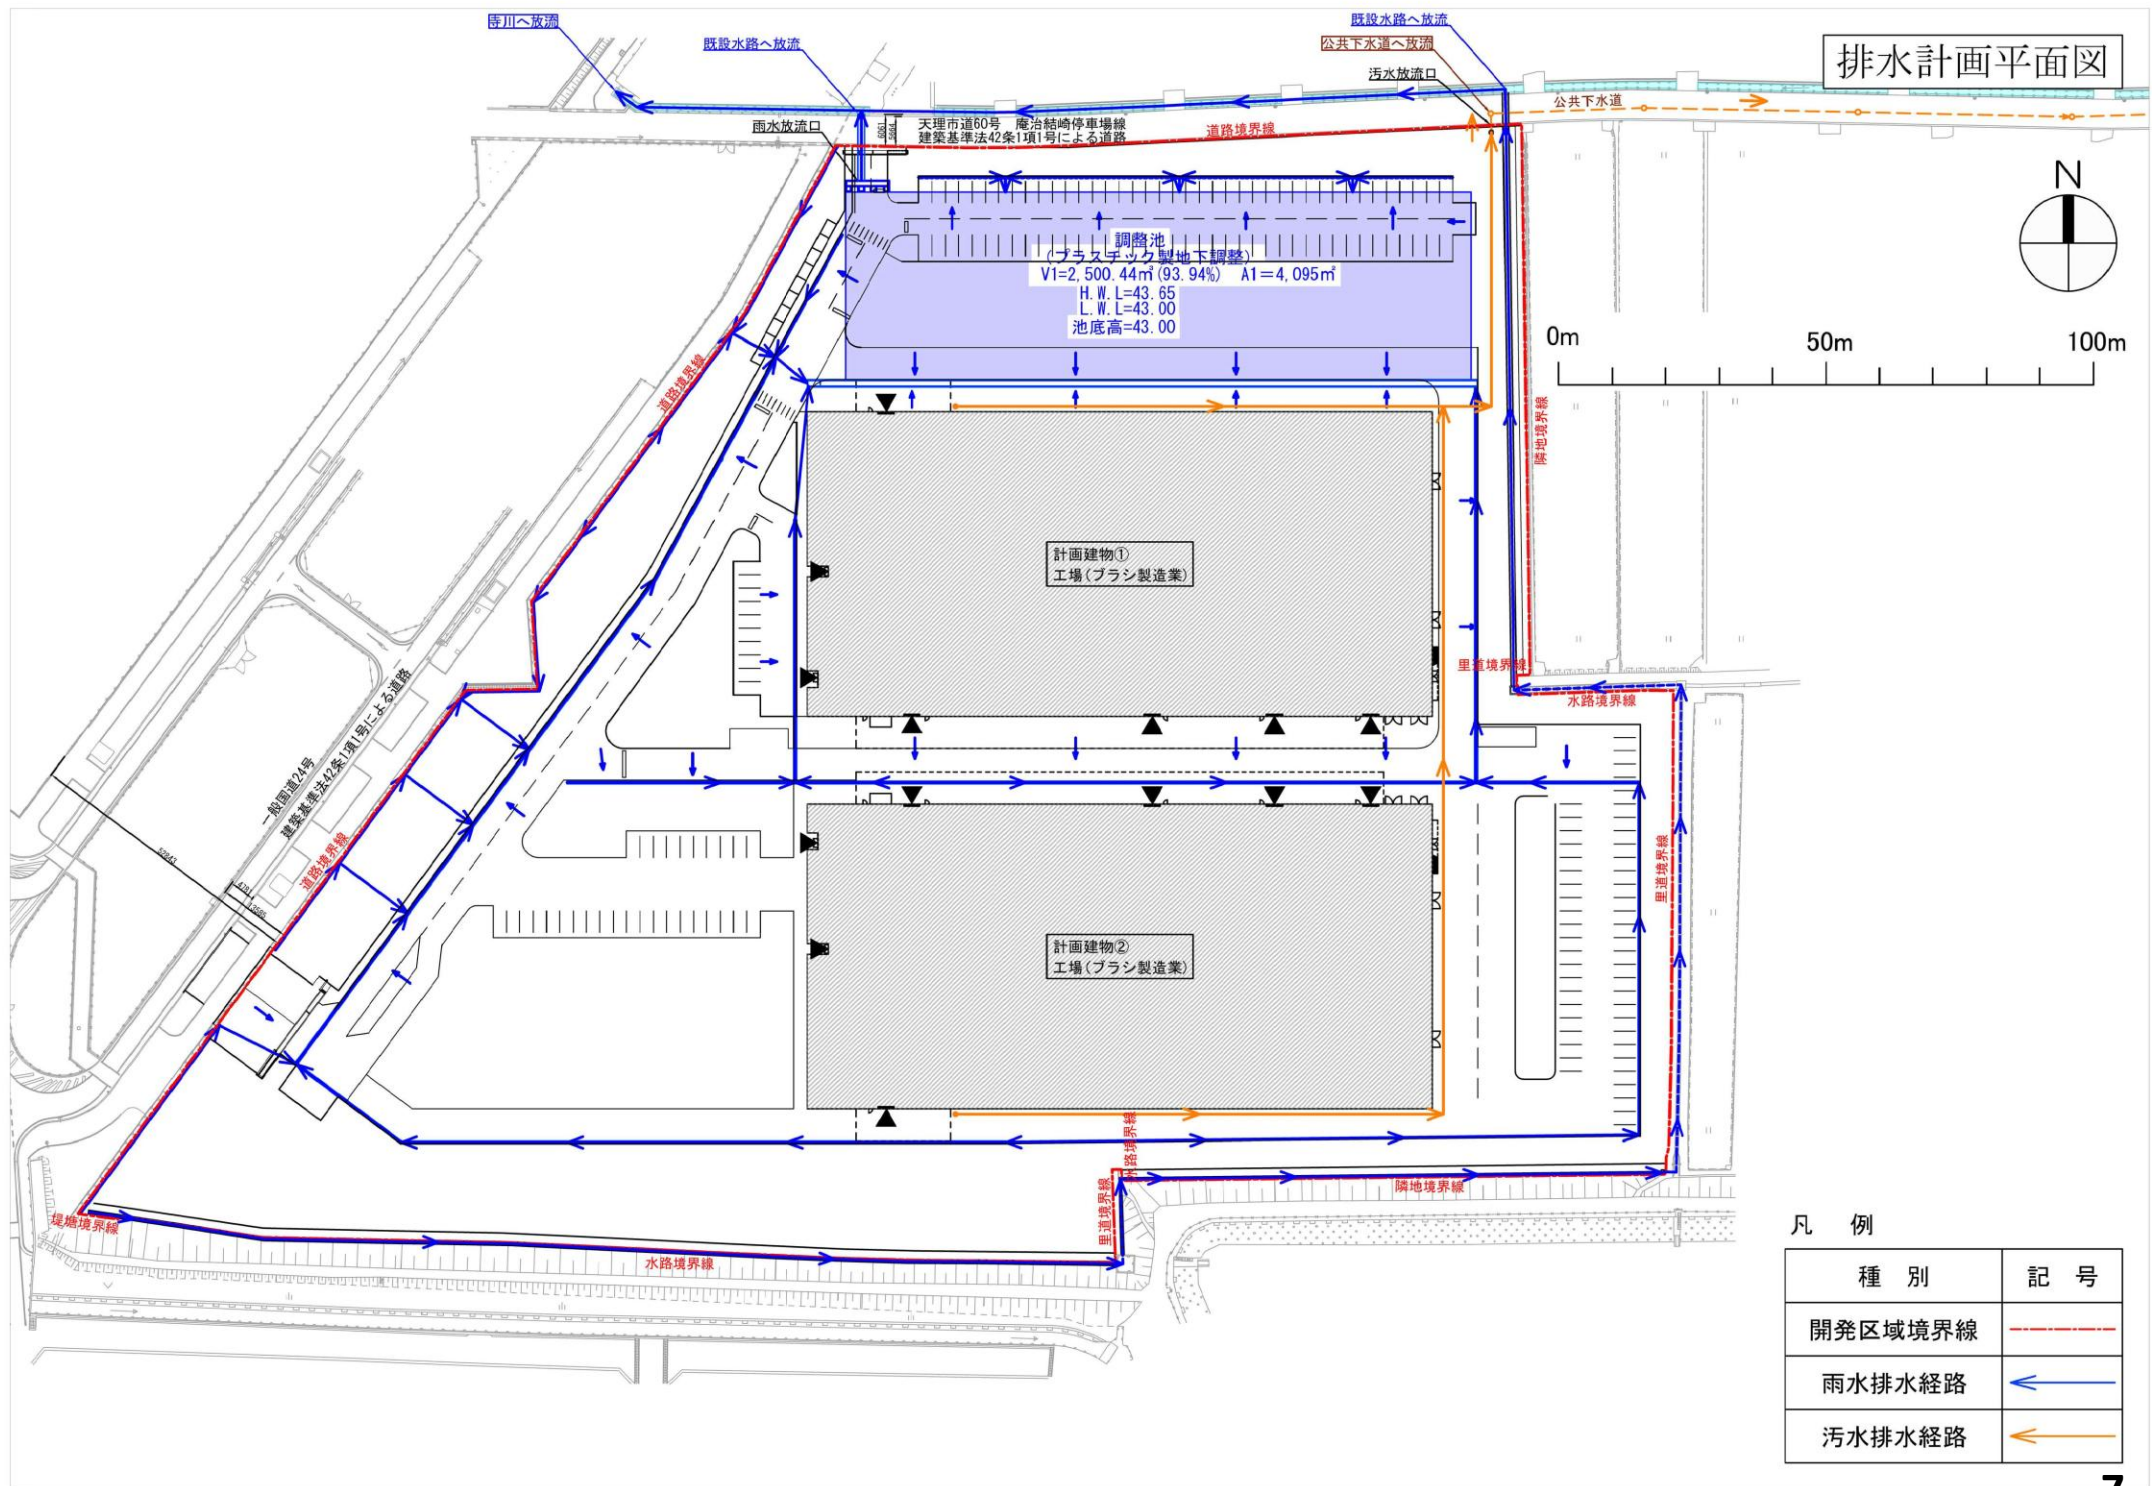 寺川へ放流
既設水路へ放流
既設水路へ放流
公共下水道へ放流
汚水放流口
排水計画平面図
公共下水道
雨水放流口
6061
5664
天理市道60号 庵治結崎停車場線
建築基準法42条1項1号による道路
道路境界線
N
調整池
(プラスチック製地下調整)
V1=2,500.44㎥(93.94%) A1=4,095㎡
H.W.L=43.65
L.W.L=43.00
池底高=43.00
0m
50m
100m
道路境界線
隣地境界線
計画建物①
工場(ブラシ製造業)
里道境界線
水路境界線
一般国道24号
建築基準法42条1項1号による道路
道路境界線
52843
4781
13585
里道境界線
計画建物②
工場(ブラシ製造業)
水路境界線
里道境界線
隣地境界線
堤塘境界線
水路境界線
凡 例
種 別
記 号
開発区域境界線
雨水排水経路
汚水排水経路